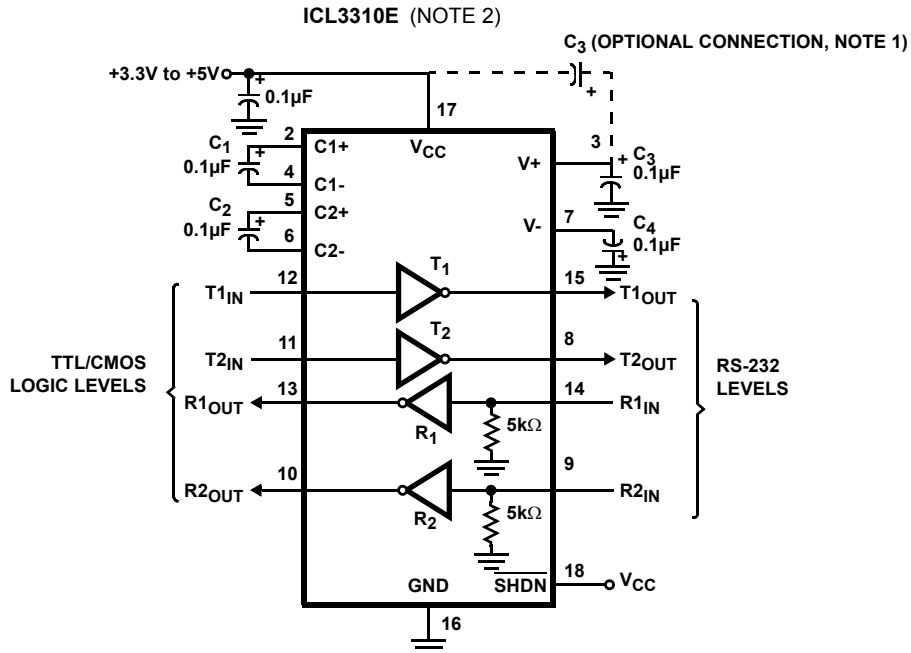 ICL3310E (NOTE 2)
C3 (OPTIONAL CONNECTION, NOTE 1)
+3.3V to +5V
+
0.1µF
+
17
2
C1
0.1µF
+
4
C1+
C1-
VCC
V+
3
+
C3
0.1µF
5
C2
0.1µF
+
6
C2+
C2-
V-
7
C4
0.1µF
+
T1
T1IN
12
15
T1OUT
T2
T2IN
11
8
T2OUT
TTL/CMOS
LOGIC LEVELS
RS-232
LEVELS
R1OUT
13
14
R1IN
R1
5kΩ
R2OUT
10
9
R2IN
R2
5kΩ
GND
SHDN
18
VCC
16